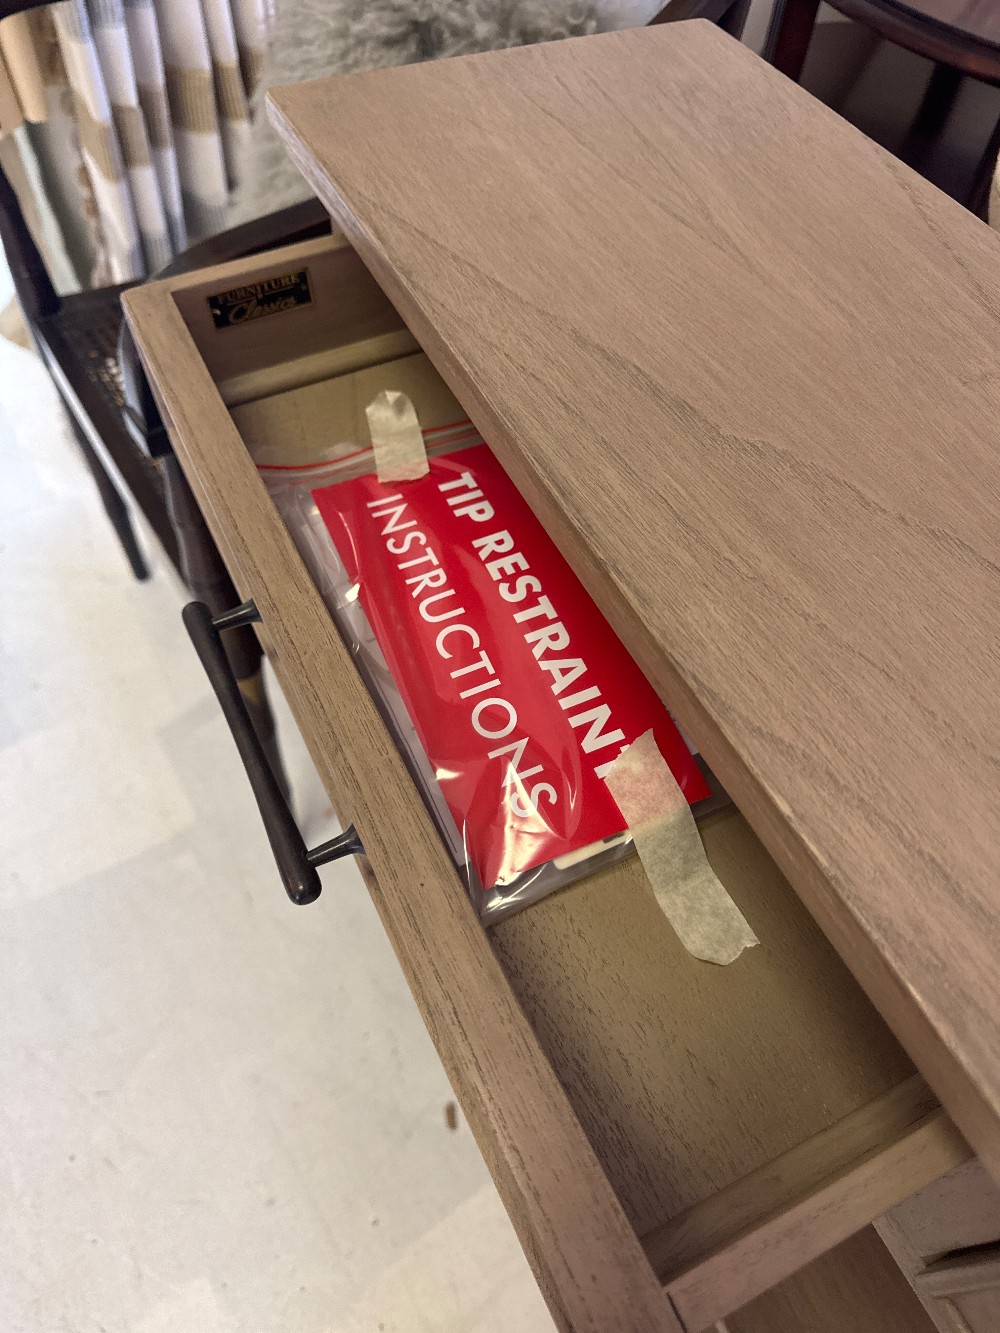 FURNITURE
Classics
TIP RESTRAINT
INSTRUCTIONS